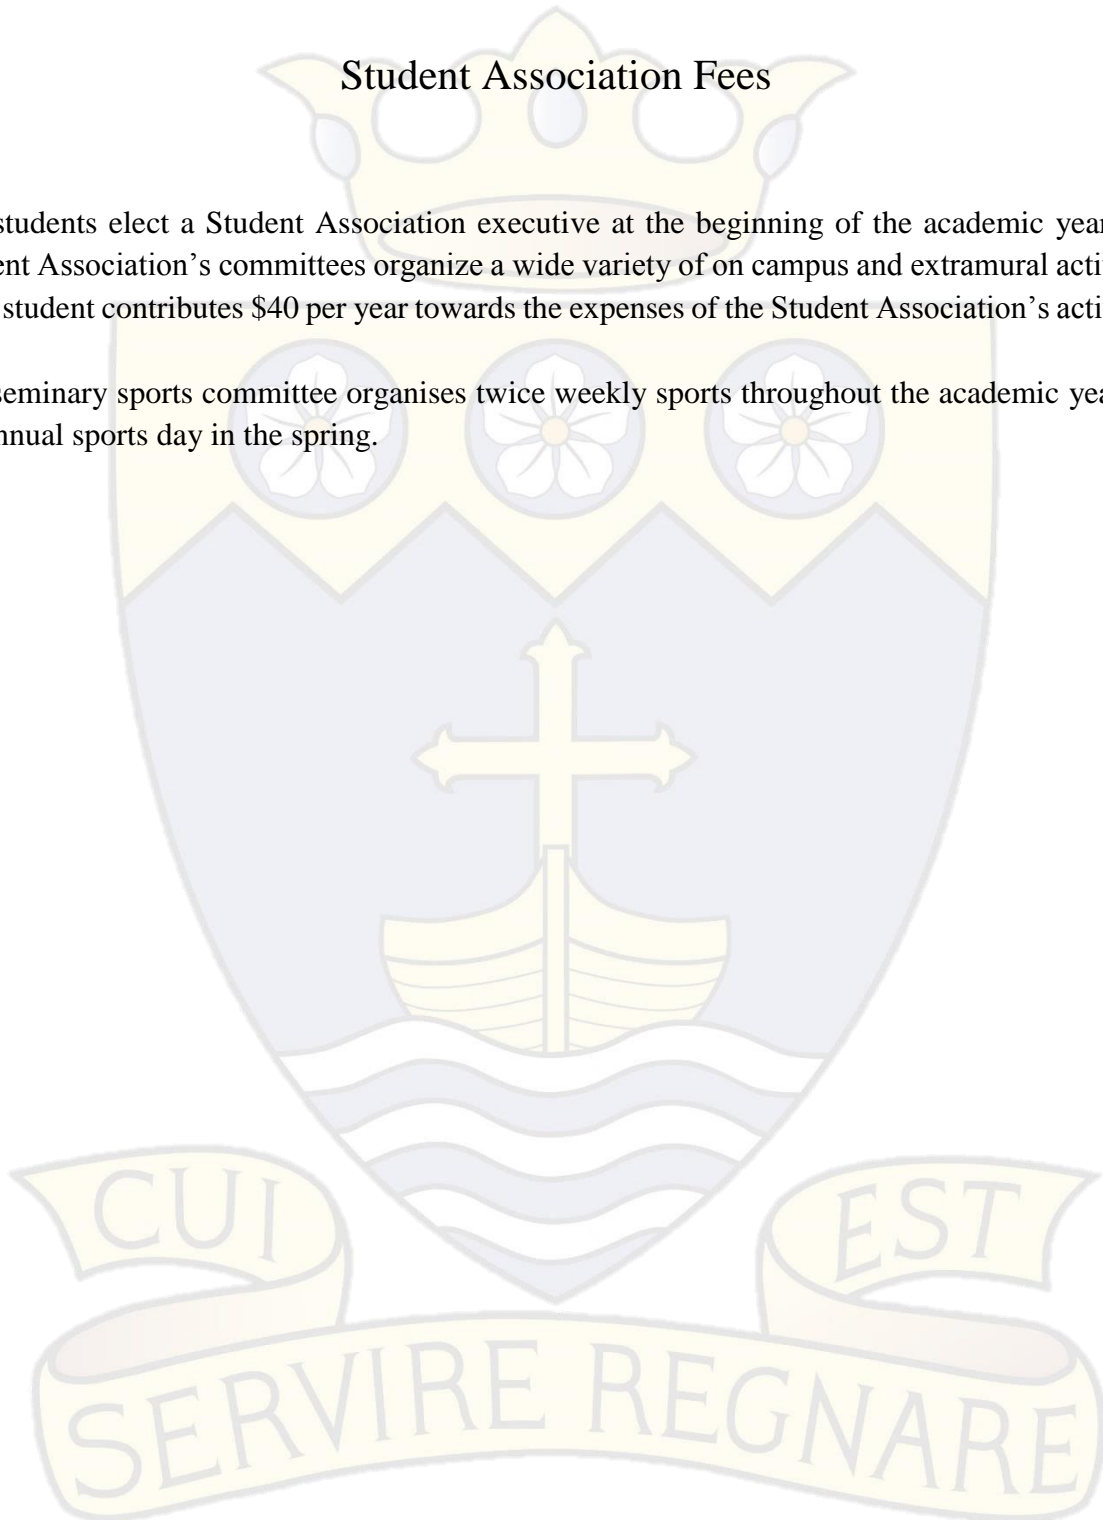 Student Association Fees
students elect a Student Association executive at the beginning of the academic year
ent Association’s committees organize a wide variety of on campus and extramural acti
student contributes $40 per year towards the expenses of the Student Association’s acti
seminary sports committee organises twice weekly sports throughout the academic yea
nnual sports day in the spring.
CUI EST
SERVIRE REGNARE